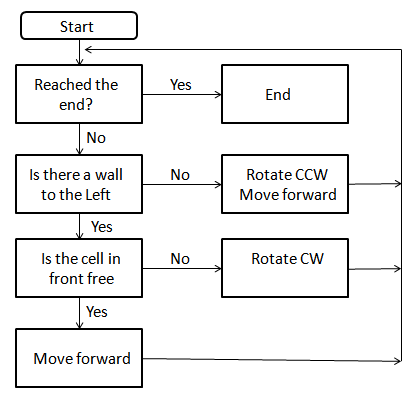 Start
Reached the
end?
Yes
End
No
Is there a wall
to the Left
No
Rotate CCW
Move forward
Yes
Is the cell in
front free
No
Rotate CW
Yes
Move forward